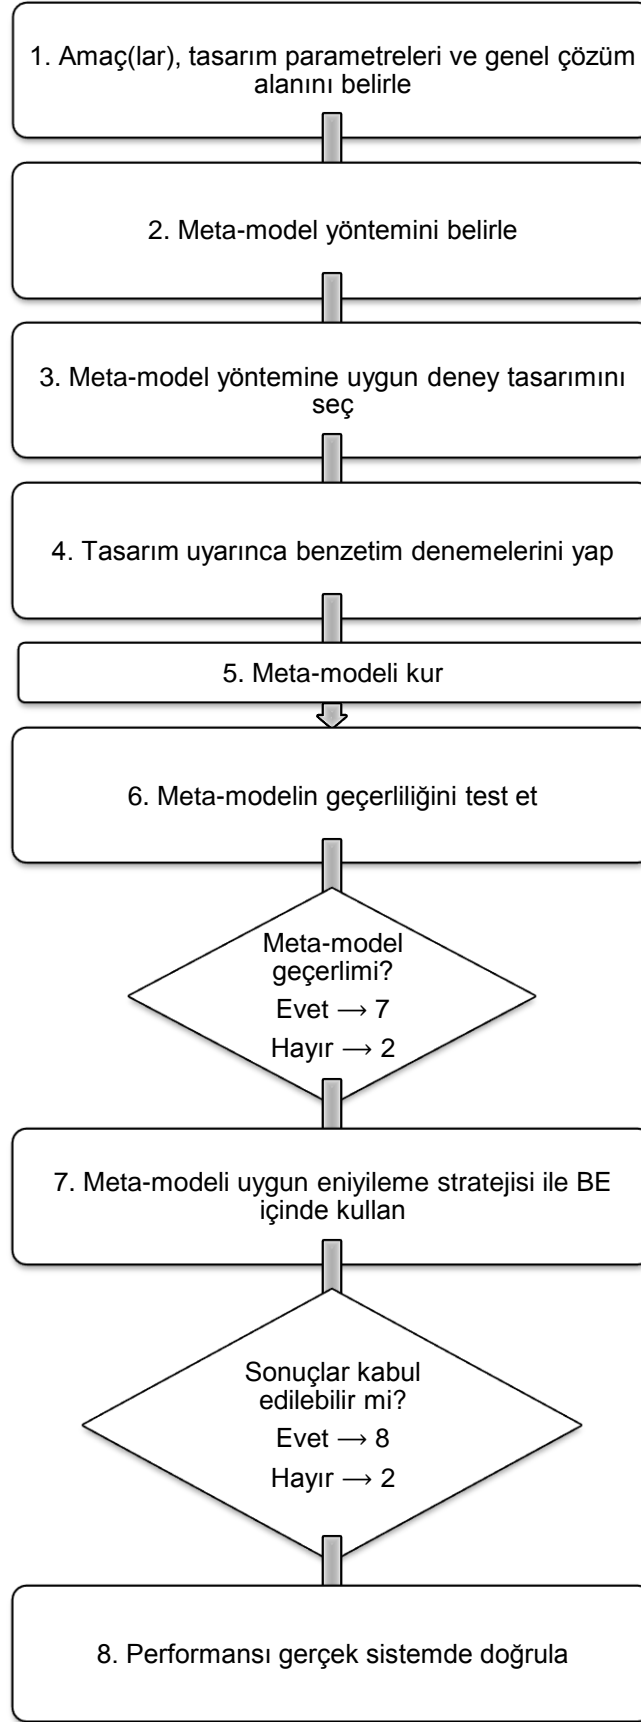 1. Amaç(lar), tasarım parametreleri ve genel çözüm
alanını belirle
2. Meta-model yöntemini belirle
3. Meta-model yöntemine uygun deney tasarımını
seç
4. Tasarım uyarınca benzetim denemelerini yap
5. Meta-modeli kur
6. Meta-modelin geçerliliğini test et
Meta-model
geçerlimi?
Evet → 7
Hayır → 2
7. Meta-modeli uygun eniyileme stratejisi ile BE
içinde kullan
Sonuçlar kabul
edilebilir mi?
Evet → 8
Hayır → 2
8. Performansı gerçek sistemde doğrula